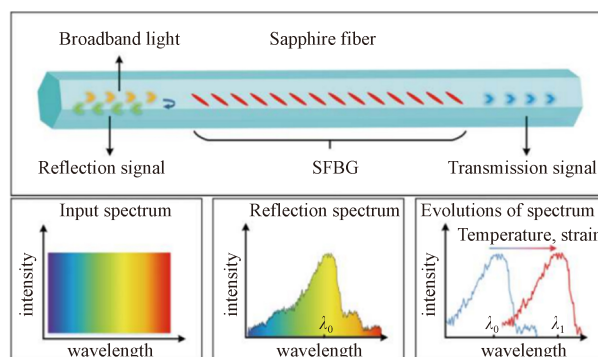 Broadband light
Sapphire fiber
Reflection signal
SFBG
Transmission signal
Input spectrum
intensity
wavelength
Reflection spectrum
intensity
λ0
wavelength
Evolutions of spectrum
Temperature, strain
intensity
λ0
λ1
wavelength